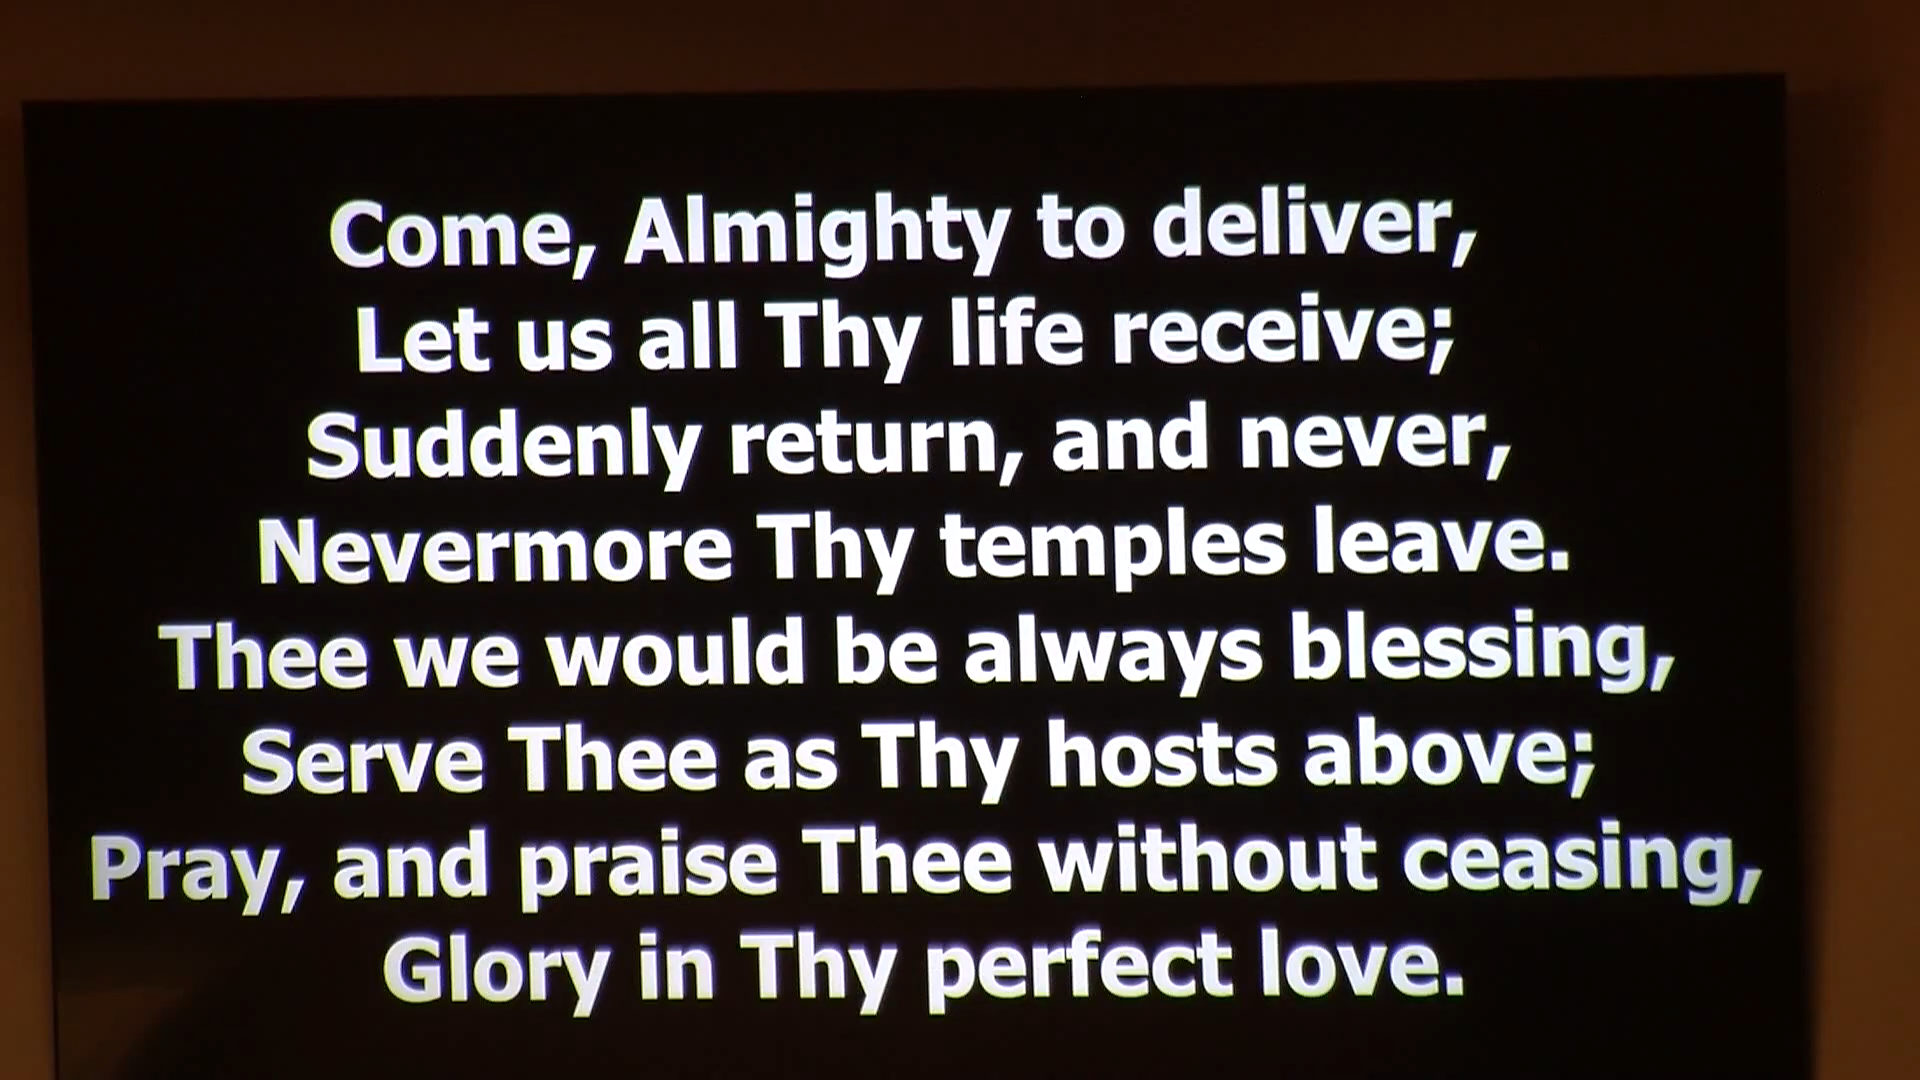 Come, Almighty to deliver,
Let us all Thy life receive;
Suddenly return, and never,
Nevermore Thy temples leave.
Thee we would be always blessing,
Serve Thee as Thy hosts above;
Pray, and praise Thee without ceasing,
Glory in Thy perfect love.